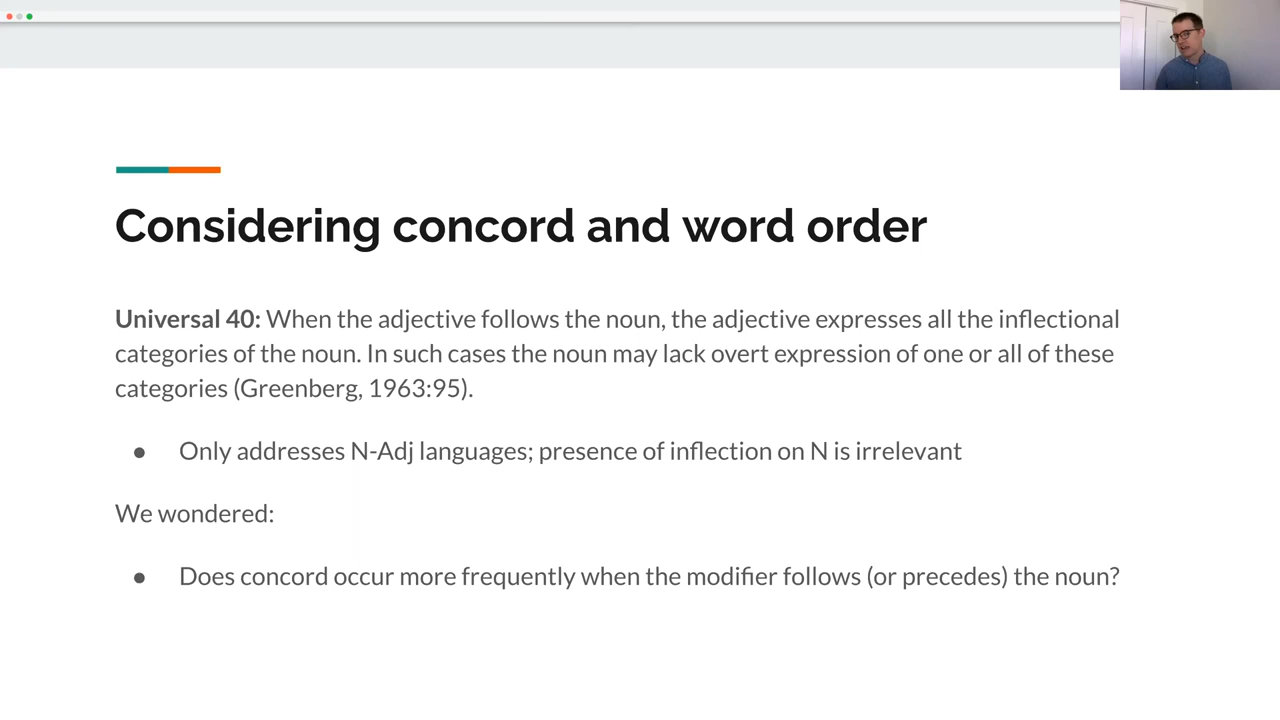 Considering concord and word order
Universal 40: When the adjective follows the noun, the adjective expresses all the inflectional
categories of the noun. In such cases the noun may lack overt expression of one or all of these
categories (Greenberg, 1963:95).
● Only addresses N-Adj languages; presence of inflection on N is irrelevant
We wondered:
● Does concord occur more frequently when the modifier follows (or precedes) the noun?